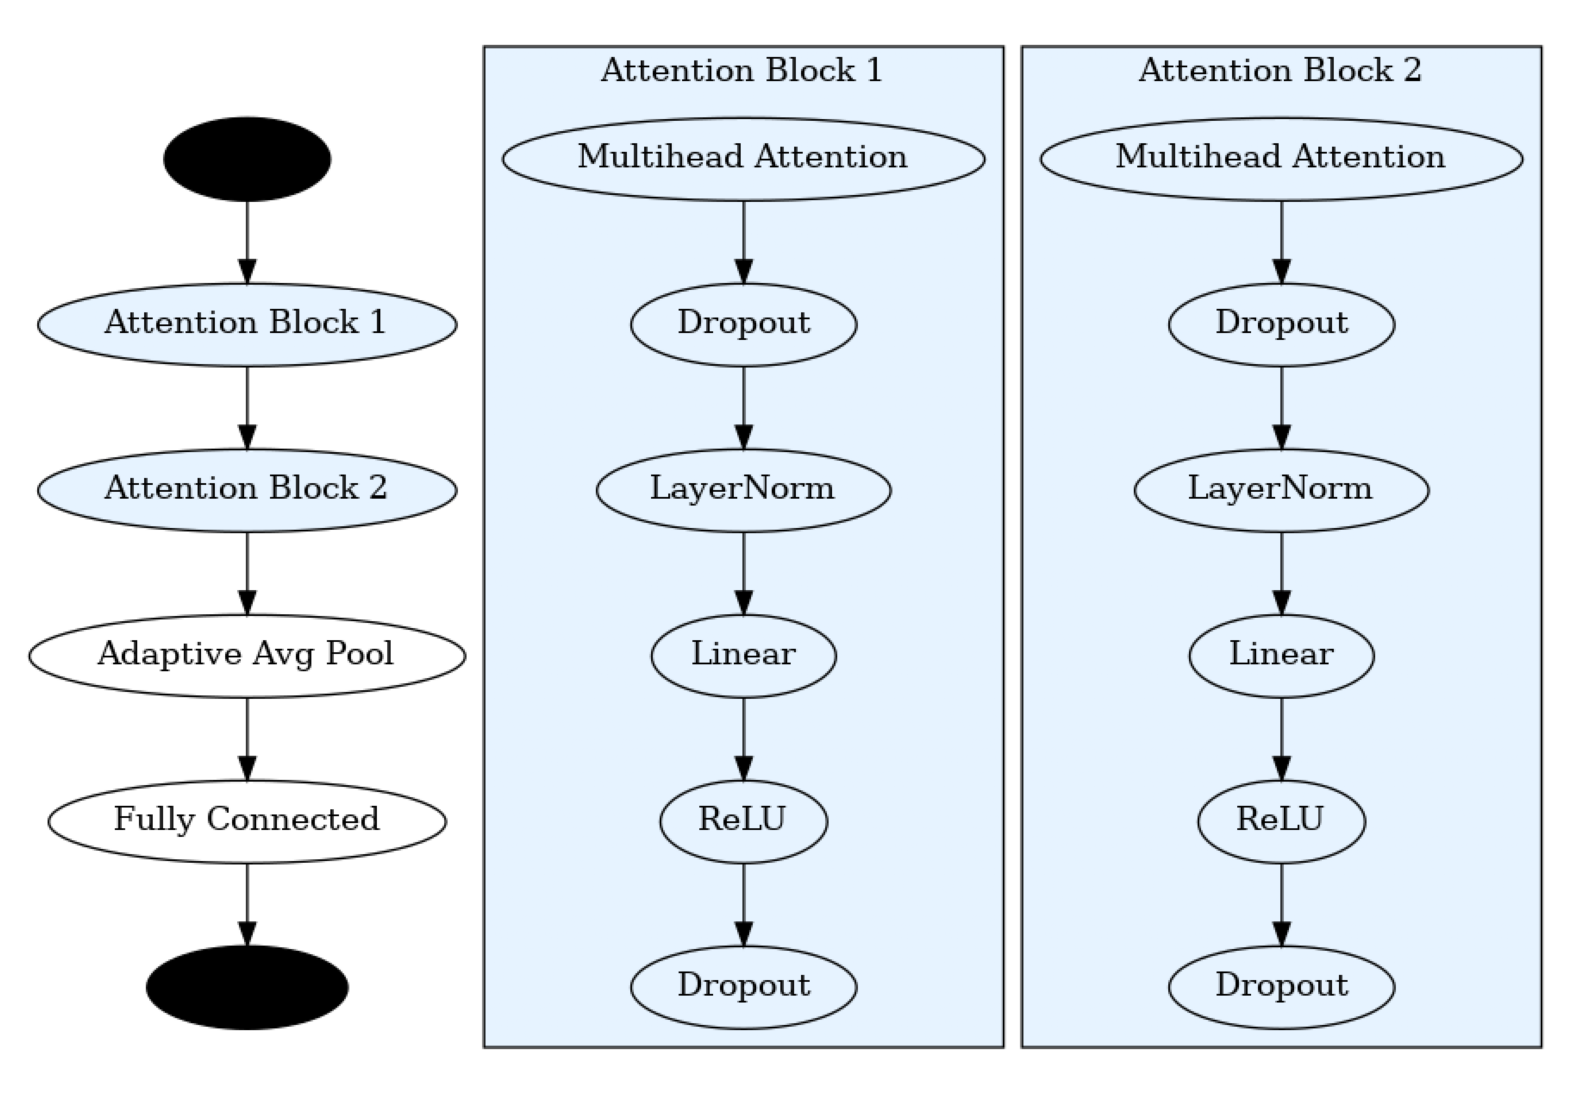 Attention Block 1
Attention Block 2
Adaptive Avg Pool
Fully Connected
Attention Block 1
Multihead Attention
Dropout
LayerNorm
Linear
ReLU
Dropout
Attention Block 2
Multihead Attention
Dropout
LayerNorm
Linear
ReLU
Dropout